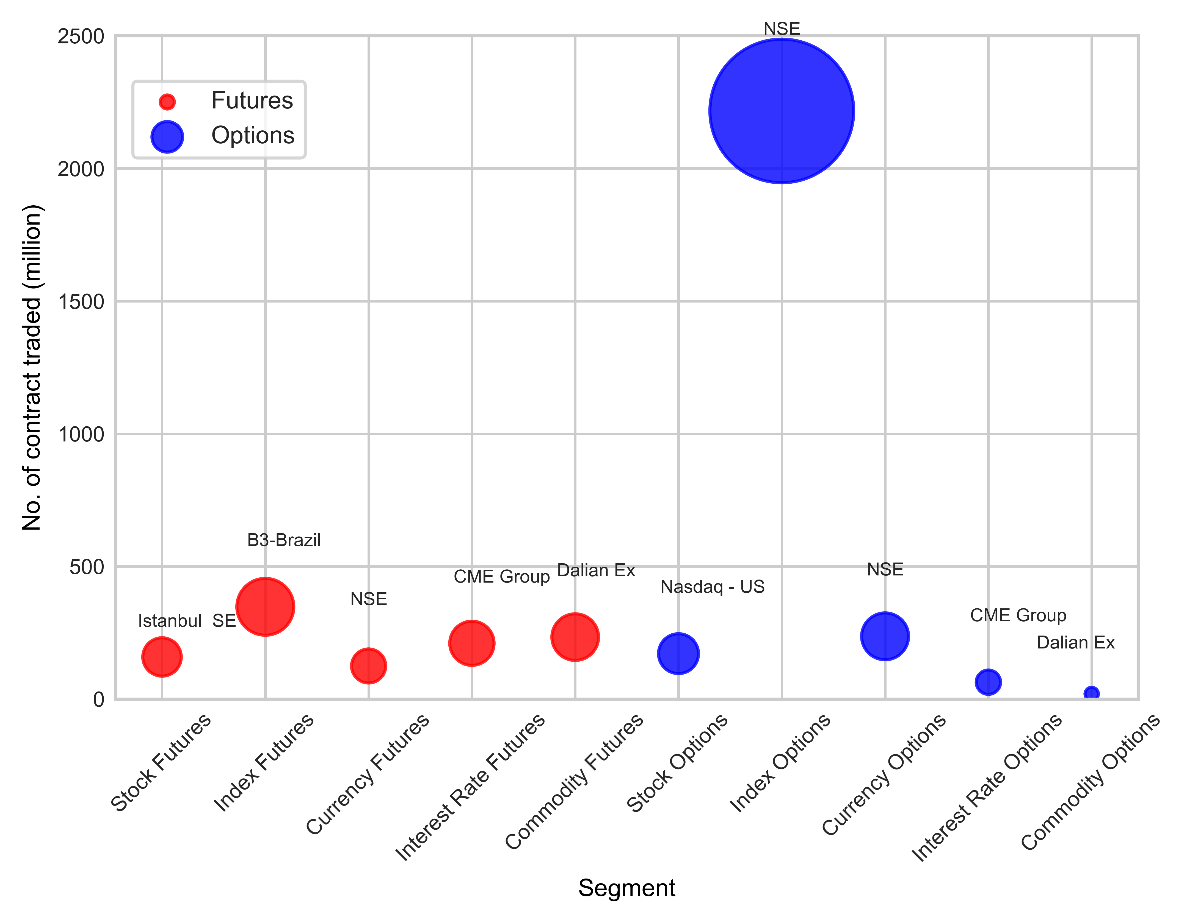 NSE
2500
Futures
Options
2000
No. of contract traded (million)
1500
1000
B3-Brazil
500
CME Group
Dalian Ex
Nasdaq - US
NSE
NSE
Istanbul  SE
CME Group
Dalian Ex
0
Stock Futures
Index Futures
Currency Futures
Interest Rate Futures
Commodity Futures
Stock Options
Index Options
Currency Options
Interest Rate Options
Commodity Options
Segment